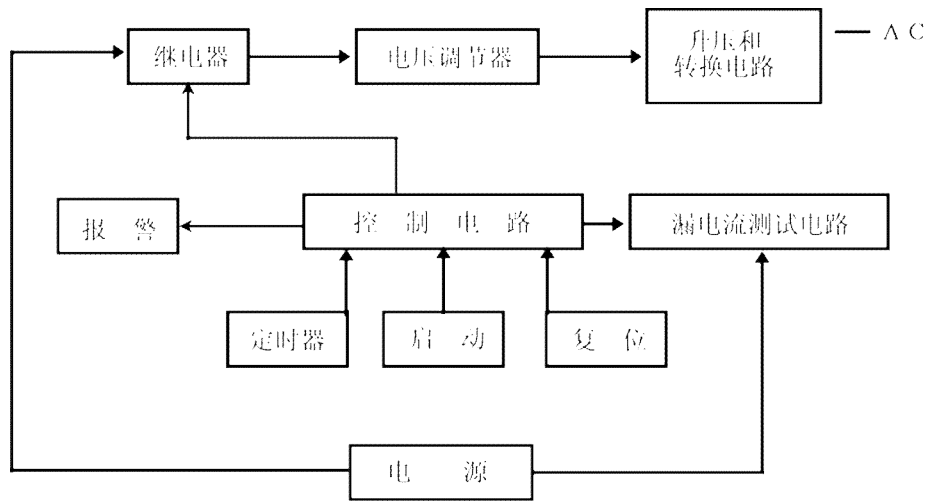 继电器
电压调节器
升压和
转换电路
AC
报 警
控 制 电 路
漏电流测试电路
定时器
启 动
复 位
电 源